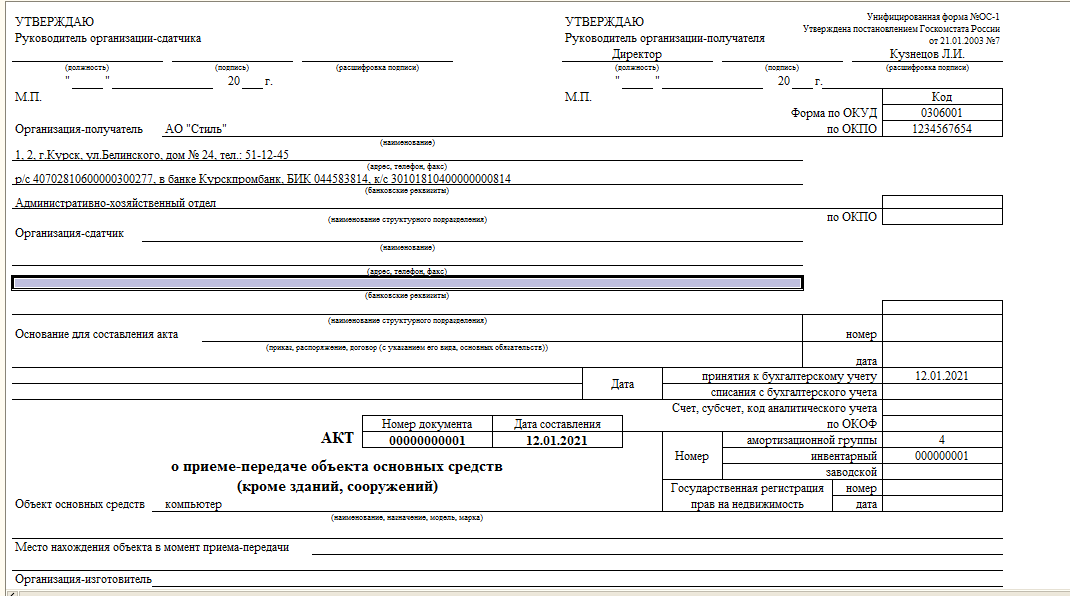 УТВЕРЖДАЮ
Руководитель организации-сдатчика
(должность) (подпись) (расшифровка подписи)
" " 20 г.
М.П.
Унифицированная форма №ОС-1
Утверждена постановлением Госкомстата России
от 21.01.2003 №7
УТВЕРЖДАЮ
Руководитель организации-получателя
Директор Кузнецов Л.И.
(должность) (подпись) (расшифровка подписи)
" " 20 г.
М.П.
Код
Форма по ОКУД 0306001
Организация-получатель АО "Стиль" по ОКПО 1234567654
(наименование)
1, 2, г.Курск, ул.Белинского, дом № 24, тел.: 51-12-45
(адрес, телефон, факс)
р/с 40702810600000300277, в банке Курскпромбанк, БИК 044583814, к/с 30101810400000000814
(банковские реквизиты)
Административно-хозяйственный отдел
(наименование структурного подразделения)
по ОКПО
Организация-сдатчик
(наименование)
(адрес, телефон, факс)
(банковские реквизиты)
(наименование структурного подразделения)
Основание для составления акта номер
(приказ, распоряжение, договор (с указанием его вида, основных обязательств))
дата
Дата принятия к бухгалтерскому учету 12.01.2021
списания с бухгалтерского учета
Счет, субсчет, код аналитического учета
по ОКОФ
Номер документа Дата составления
АКТ 00000000001 12.01.2021
о приеме-передаче объекта основных средств
(кроме зданий, сооружений)
Номер амортизационной группы 4
инвентарный 000000001
заводской
Государственная регистрация прав на недвижимость номер
дата
Объект основных средств компьютер
(наименование, назначение, модель, марка)
Место нахождения объекта в момент приема-передачи
Организация-изготовитель